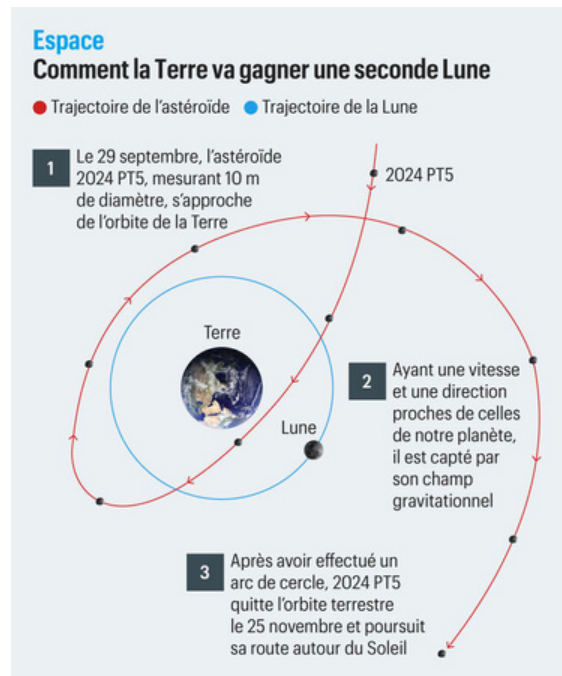 Espace
Comment la Terre va gagner une seconde Lune
Trajectoire de l'astéroïde Trajectoire de la Lune
1
Le 29 septembre, l'astéroïde
2024 PT5, mesurant 10 m
de diamètre, s'approche
de l'orbite de la Terre
2024 PT5
Terre
Lune
2
Ayant une vitesse
et une direction
proches de celles
de notre planète,
il est capté par
son champ
gravitationnel
3
Après avoir effectué un
arc de cercle, 2024 PT5
quitte l'orbite terrestre
le 25 novembre et poursuit
sa route autour du Soleil